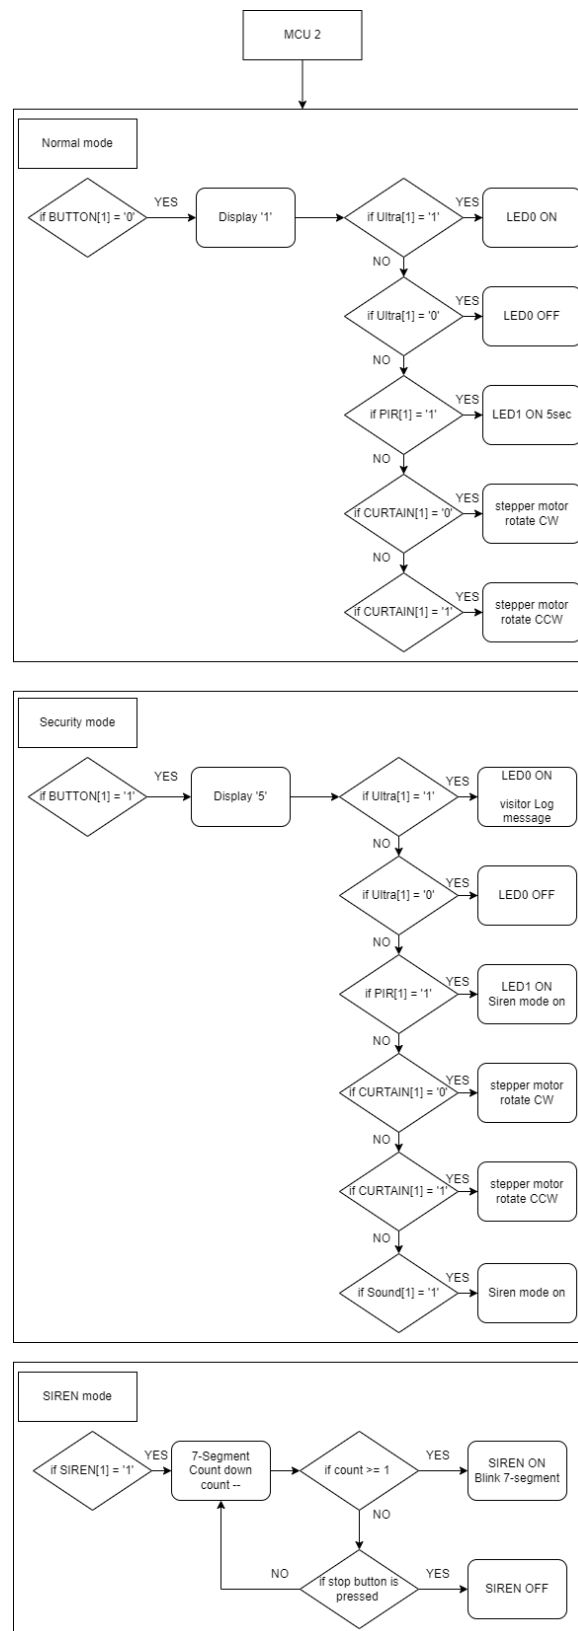 MCU 2
Normal mode
if BUTTON[1] = '0'
YES
Display '1'
if Ultra[1] = '1'
YES
LED0 ON
NO
if Ultra[1] = '0'
YES
LED0 OFF
NO
if PIR[1] = '1'
YES
LED1 ON 5sec
NO
if CURTAIN[1] = '0'
YES
stepper motor
rotate CW
NO
if CURTAIN[1] = '1'
YES
stepper motor
rotate CCW
Security mode
if BUTTON[1] = '1'
YES
Display '5'
if Ultra[1] = '1'
YES
LED0 ON
visitor Log
message
NO
if Ultra[1] = '0'
YES
LED0 OFF
NO
if PIR[1] = '1'
YES
LED1 ON
Siren mode on
NO
if CURTAIN[1] = '0'
YES
stepper motor
rotate CW
NO
if CURTAIN[1] = '1'
YES
stepper motor
rotate CCW
NO
if Sound[1] = '1'
YES
Siren mode on
SIREN mode
if SIREN[1] = '1'
YES
7-Segment
Count down
count --
if count >= 1
YES
SIREN ON
Blink 7-segment
NO
if stop button is
pressed
NO
YES
SIREN OFF